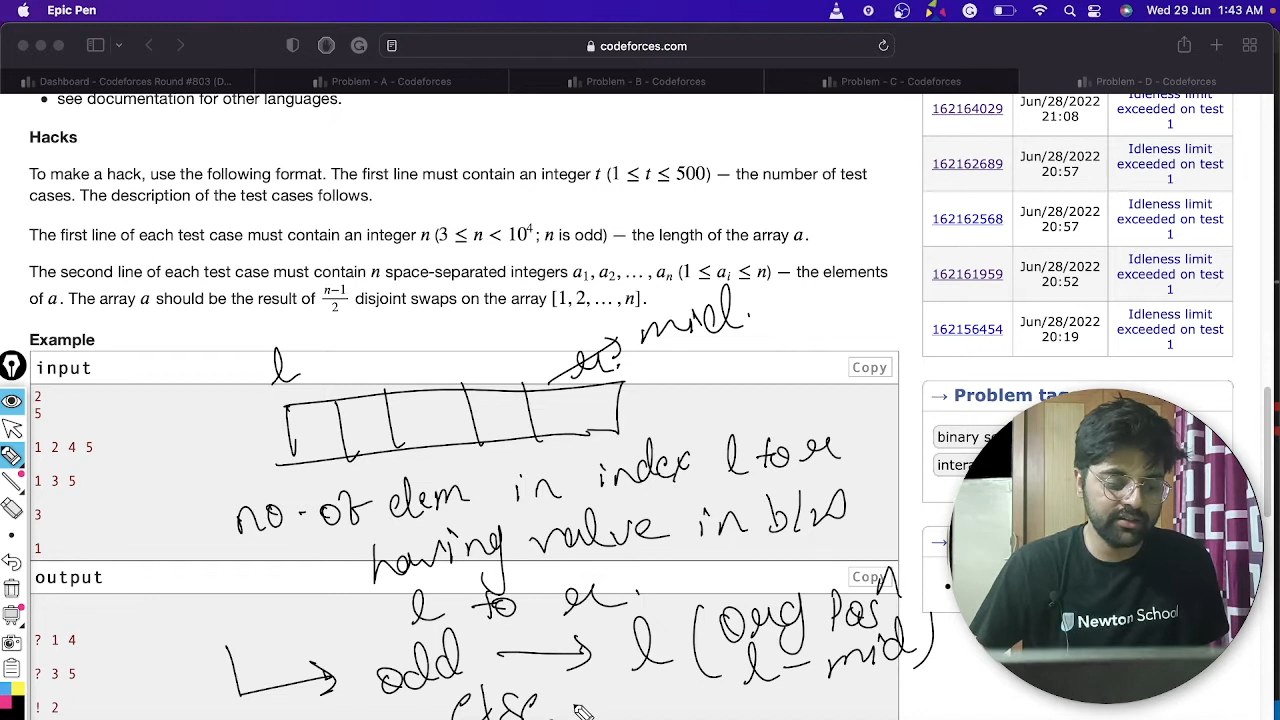 Epic Pen
Wed 29 Jun 1:43 AM
codeforces.com
Dashboard - Codeforces Round #803 (D...
Problem - A - Codeforces
Problem - B - Codeforces
Problem - C - Codeforces
Problem - D - Codeforces
see documentation for other languages.
Hacks
To make a hack, use the following format. The first line must contain an integer t (1 ≤ t ≤ 500) — the number of test
cases. The description of the test cases follows.
The first line of each test case must contain an integer n (3 ≤ n < 10⁴; n is odd) — the length of the array a.
The second line of each test case must contain n space-separated integers a₁, a₂, …, aₙ (1 ≤ aᵢ ≤ n) — the elements
of a. The array a should be the result of (n−1)/2 disjoint swaps on the array [1, 2, …, n].
Example
mid.
l
input
Copy
2
5
1 2 4 5
1 3 5
3
1
no. of elem in index l to r
having value in b/w
l to r.
output
Copy
odd → l (Org Posⁿ
l - mid)
else
? 1 4
? 3 5
! 2
limit
exceeded on test
1
162164029
Jun/28/2022
21:08
Idleness limit
exceeded on test
1
162162689
Jun/28/2022
20:57
Idleness limit
exceeded on test
1
162162568
Jun/28/2022
20:57
Idleness limit
exceeded on test
1
162161959
Jun/28/2022
20:52
Idleness limit
exceeded on test
1
162156454
Jun/28/2022
20:19
Idleness limit
exceeded on test
1
→ Problem tags
binary
Newton School